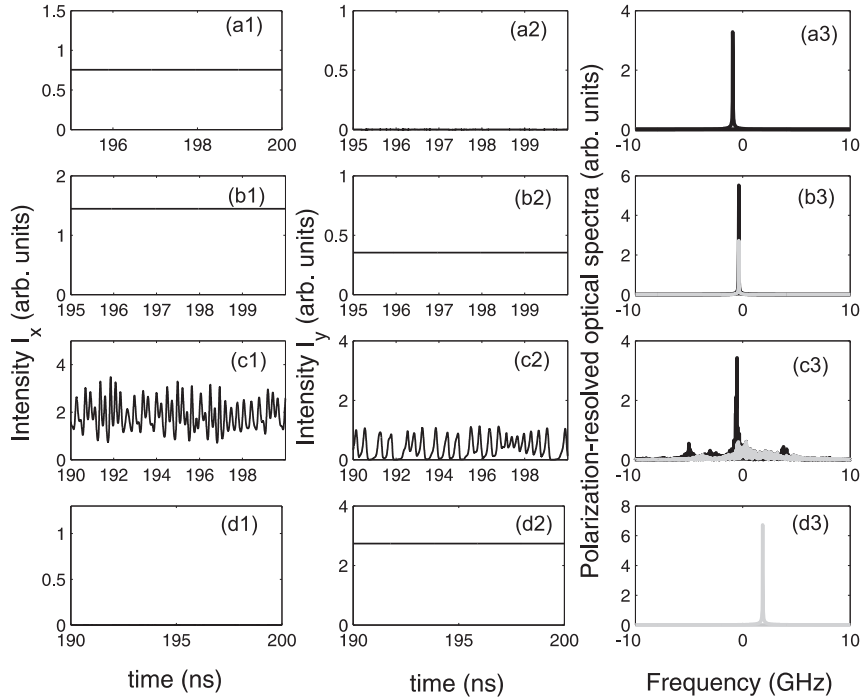 1.5
1
0.5
0
196 198 200
(a1)
1
0.5
0
195 196 197 198 199
(a2)
4
2
0
-10 0 10
(a3)
2
1
0
195 196 197 198 199
(b1)
1
0.5
0
195 196 197 198 199
(b2)
6
4
2
0
-10 0 10
(b3)
4
2
0
190 192 194 196 198
(c1)
4
2
0
190 192 194 196 198
(c2)
4
2
0
-10 0 10
(c3)
1
0.5
0
190 195 200
(d1)
4
3
2
1
0
190 195 200
(d2)
8
6
4
2
0
-10 0 10
(d3)
Intensity I_x (arb. units)
Intensity I_y (arb. units)
Polarization-resolved optical spectra (arb. units)
time (ns)
time (ns)
Frequency (GHz)